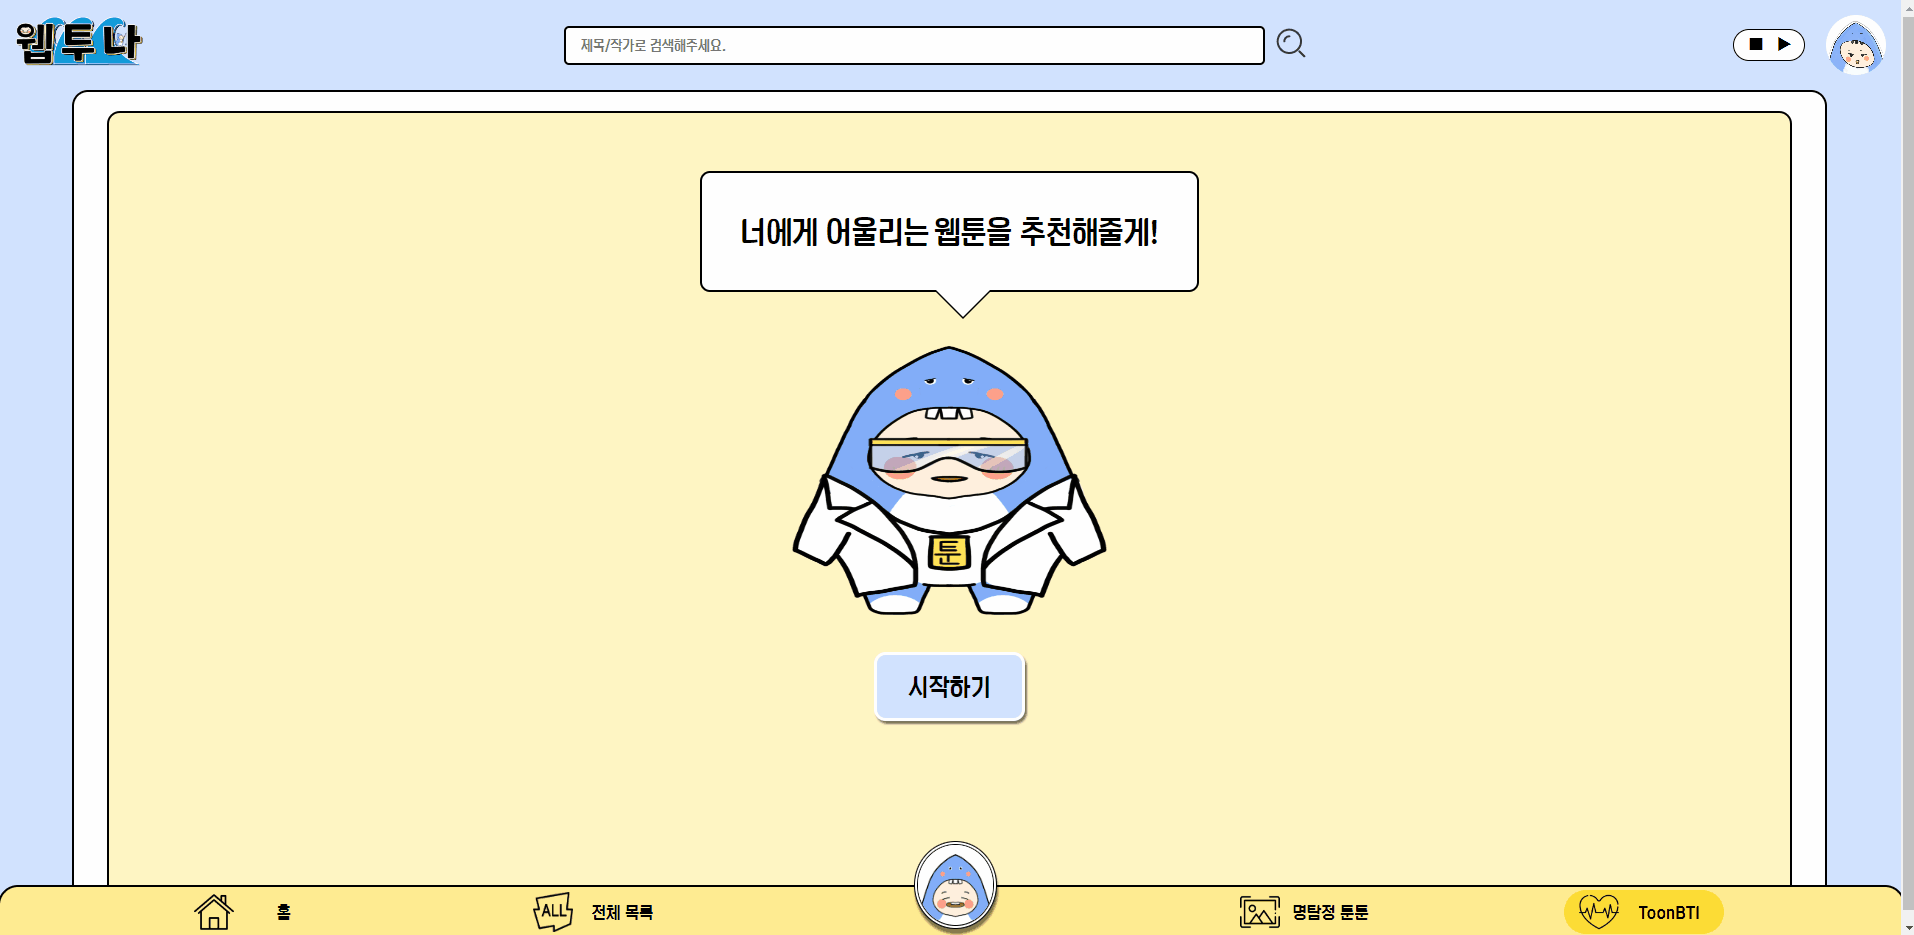 웹투나
제목/작가로 검색해주세요.
너에게 어울리는 웹툰을 추천해줄게!
툰
시작하기
홈
ALL
전체 목록
명탐정 툰툰
ToonBTI